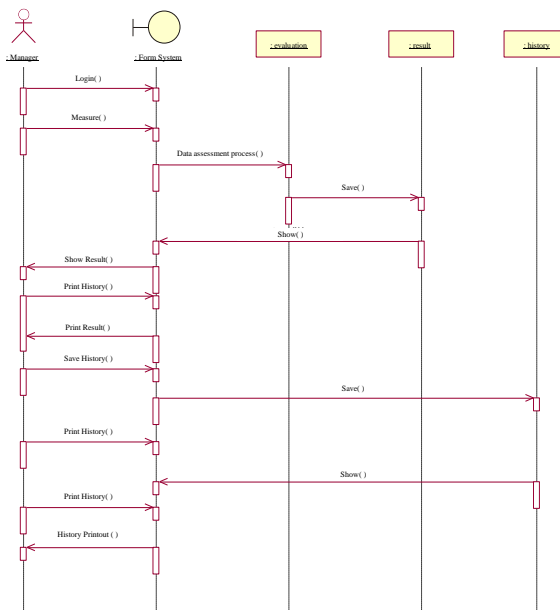 : Manager
: Form System
: evaluation
: result
: history
Login( )
Measure( )
Data assessment process( )
Save( )
Show( )
Show Result( )
Print History( )
Print Result( )
Save History( )
Save( )
Print History( )
Show( )
Print History( )
History Printout ( )